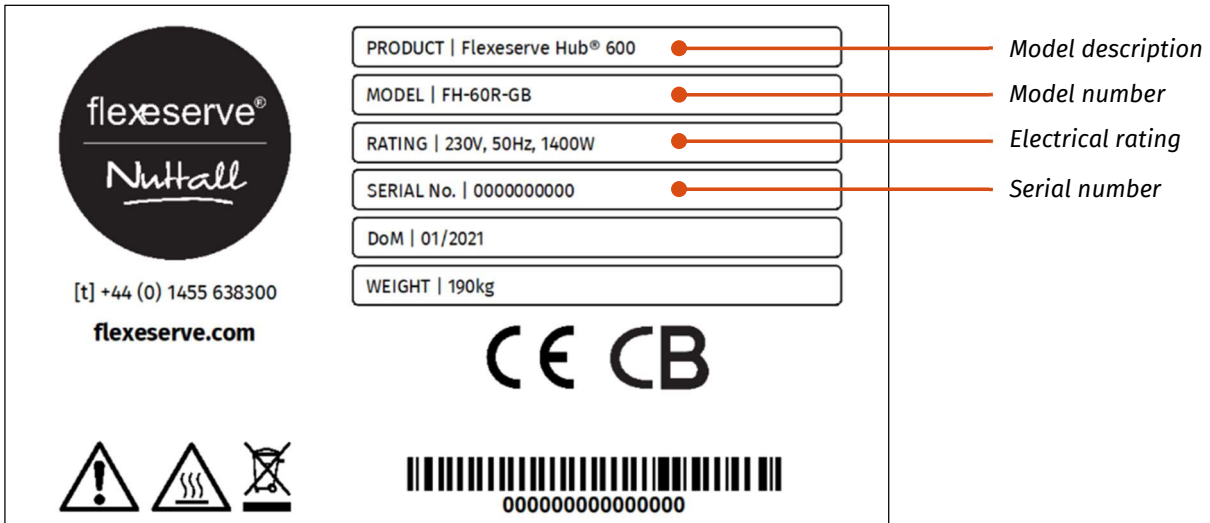 flexeserve®
Nuttall
[t] +44 (0) 1455 638300
flexeserve.com
PRODUCT | Flexeserve Hub® 600
Model description
MODEL | FH-60R-GB
Model number
RATING | 230V, 50Hz, 1400W
Electrical rating
SERIAL No. | 0000000000
Serial number
DoM | 01/2021
WEIGHT | 190kg
CE CB
000000000000000